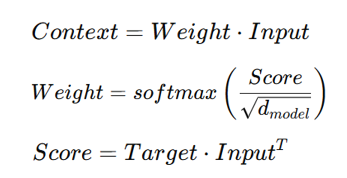 Context = Weight · Input
Weight = softmax ( Score / √d_model )
Score = Target · Input^T